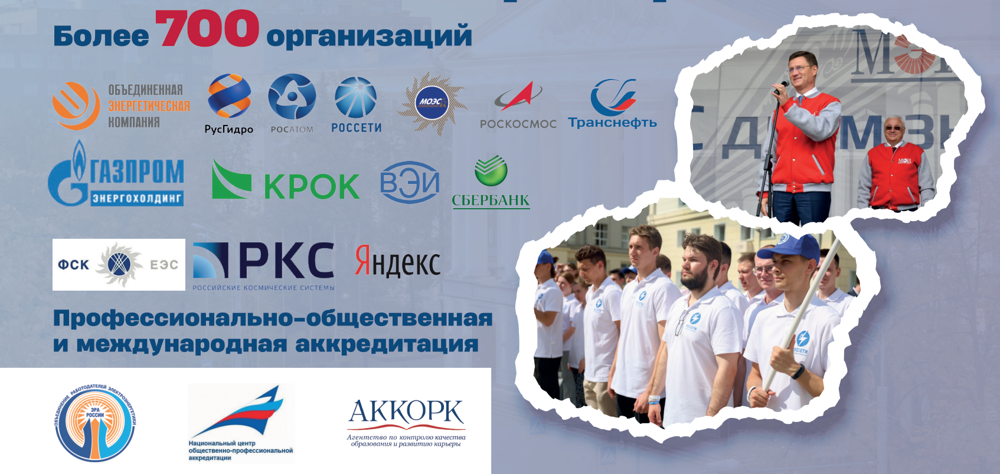 Более 700 организаций
ОБЪЕДИНЕННАЯ
ЭНЕРГЕТИЧЕСКАЯ
КОМПАНИЯ
РусГидро
РОСАТОМ
РОССЕТИ
МОЭСК
РОСКОСМОС
Транснефть
ГАЗПРОМ
ЭНЕРГОХОЛДИНГ
КРОК
ВЭИ
СБЕРБАНК
ФСК ЕЭС
РКС
РОССИЙСКИЕ КОСМИЧЕСКИЕ СИСТЕМЫ
Яндекс
Профессионально-общественная
и международная аккредитация
ОБЪЕДИНЕНИЕ РАБОТОДАТЕЛЕЙ ЭЛЕКТРОЭНЕРГЕТИКИ
ЭРА
РОССИИ
Национальный центр
общественно-профессиональной
аккредитации
АККОРК
Агентство по контролю качества
образования и развитию карьеры
МЭИ
МЭИ
РОССЕТИ
РОССЕТИ